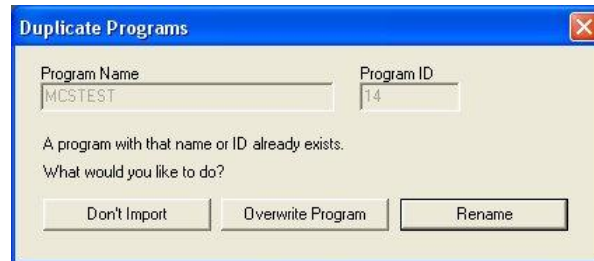 Duplicate Programs
Program Name Program ID
MCSTEST 14
A program with that name or ID already exists.
What would you like to do?
Don't Import Overwrite Program Rename